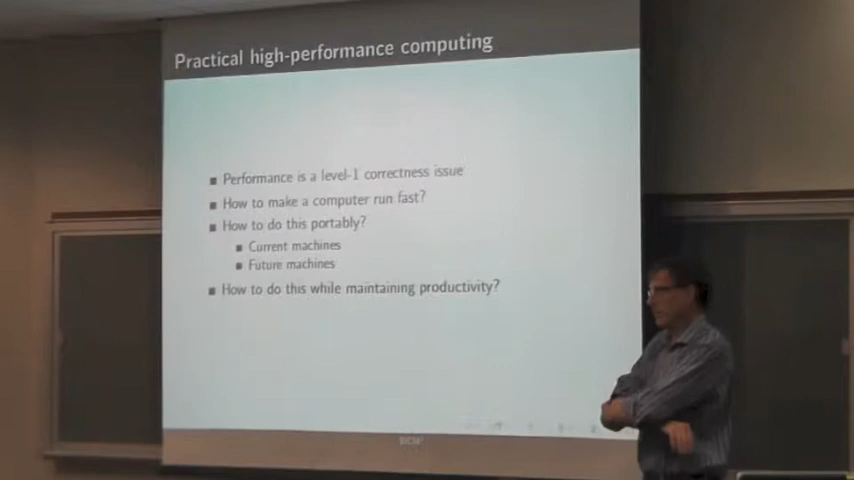 Practical high-performance computing
Performance is a level-1 correctness issue
How to make a computer run fast?
How to do this portably?
Current machines
Future machines
How to do this while maintaining productivity?